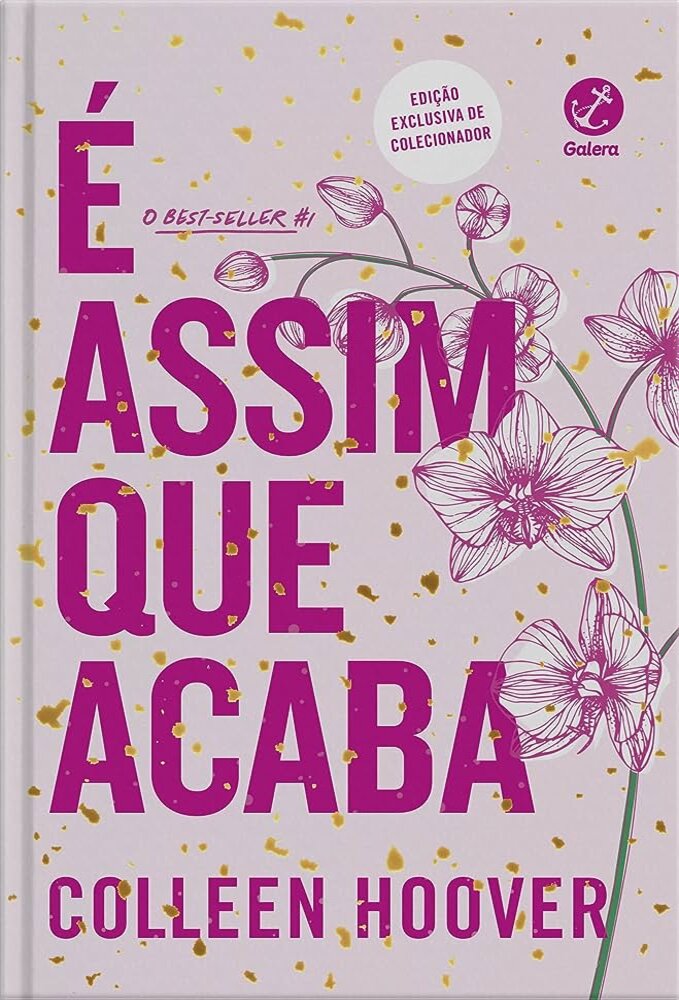 EDIÇÃO
EXCLUSIVA DE
COLECIONADOR
Galera
É
O BEST-SELLER #1
ASSIM
QUE
ACABA
COLLEEN HOOVER